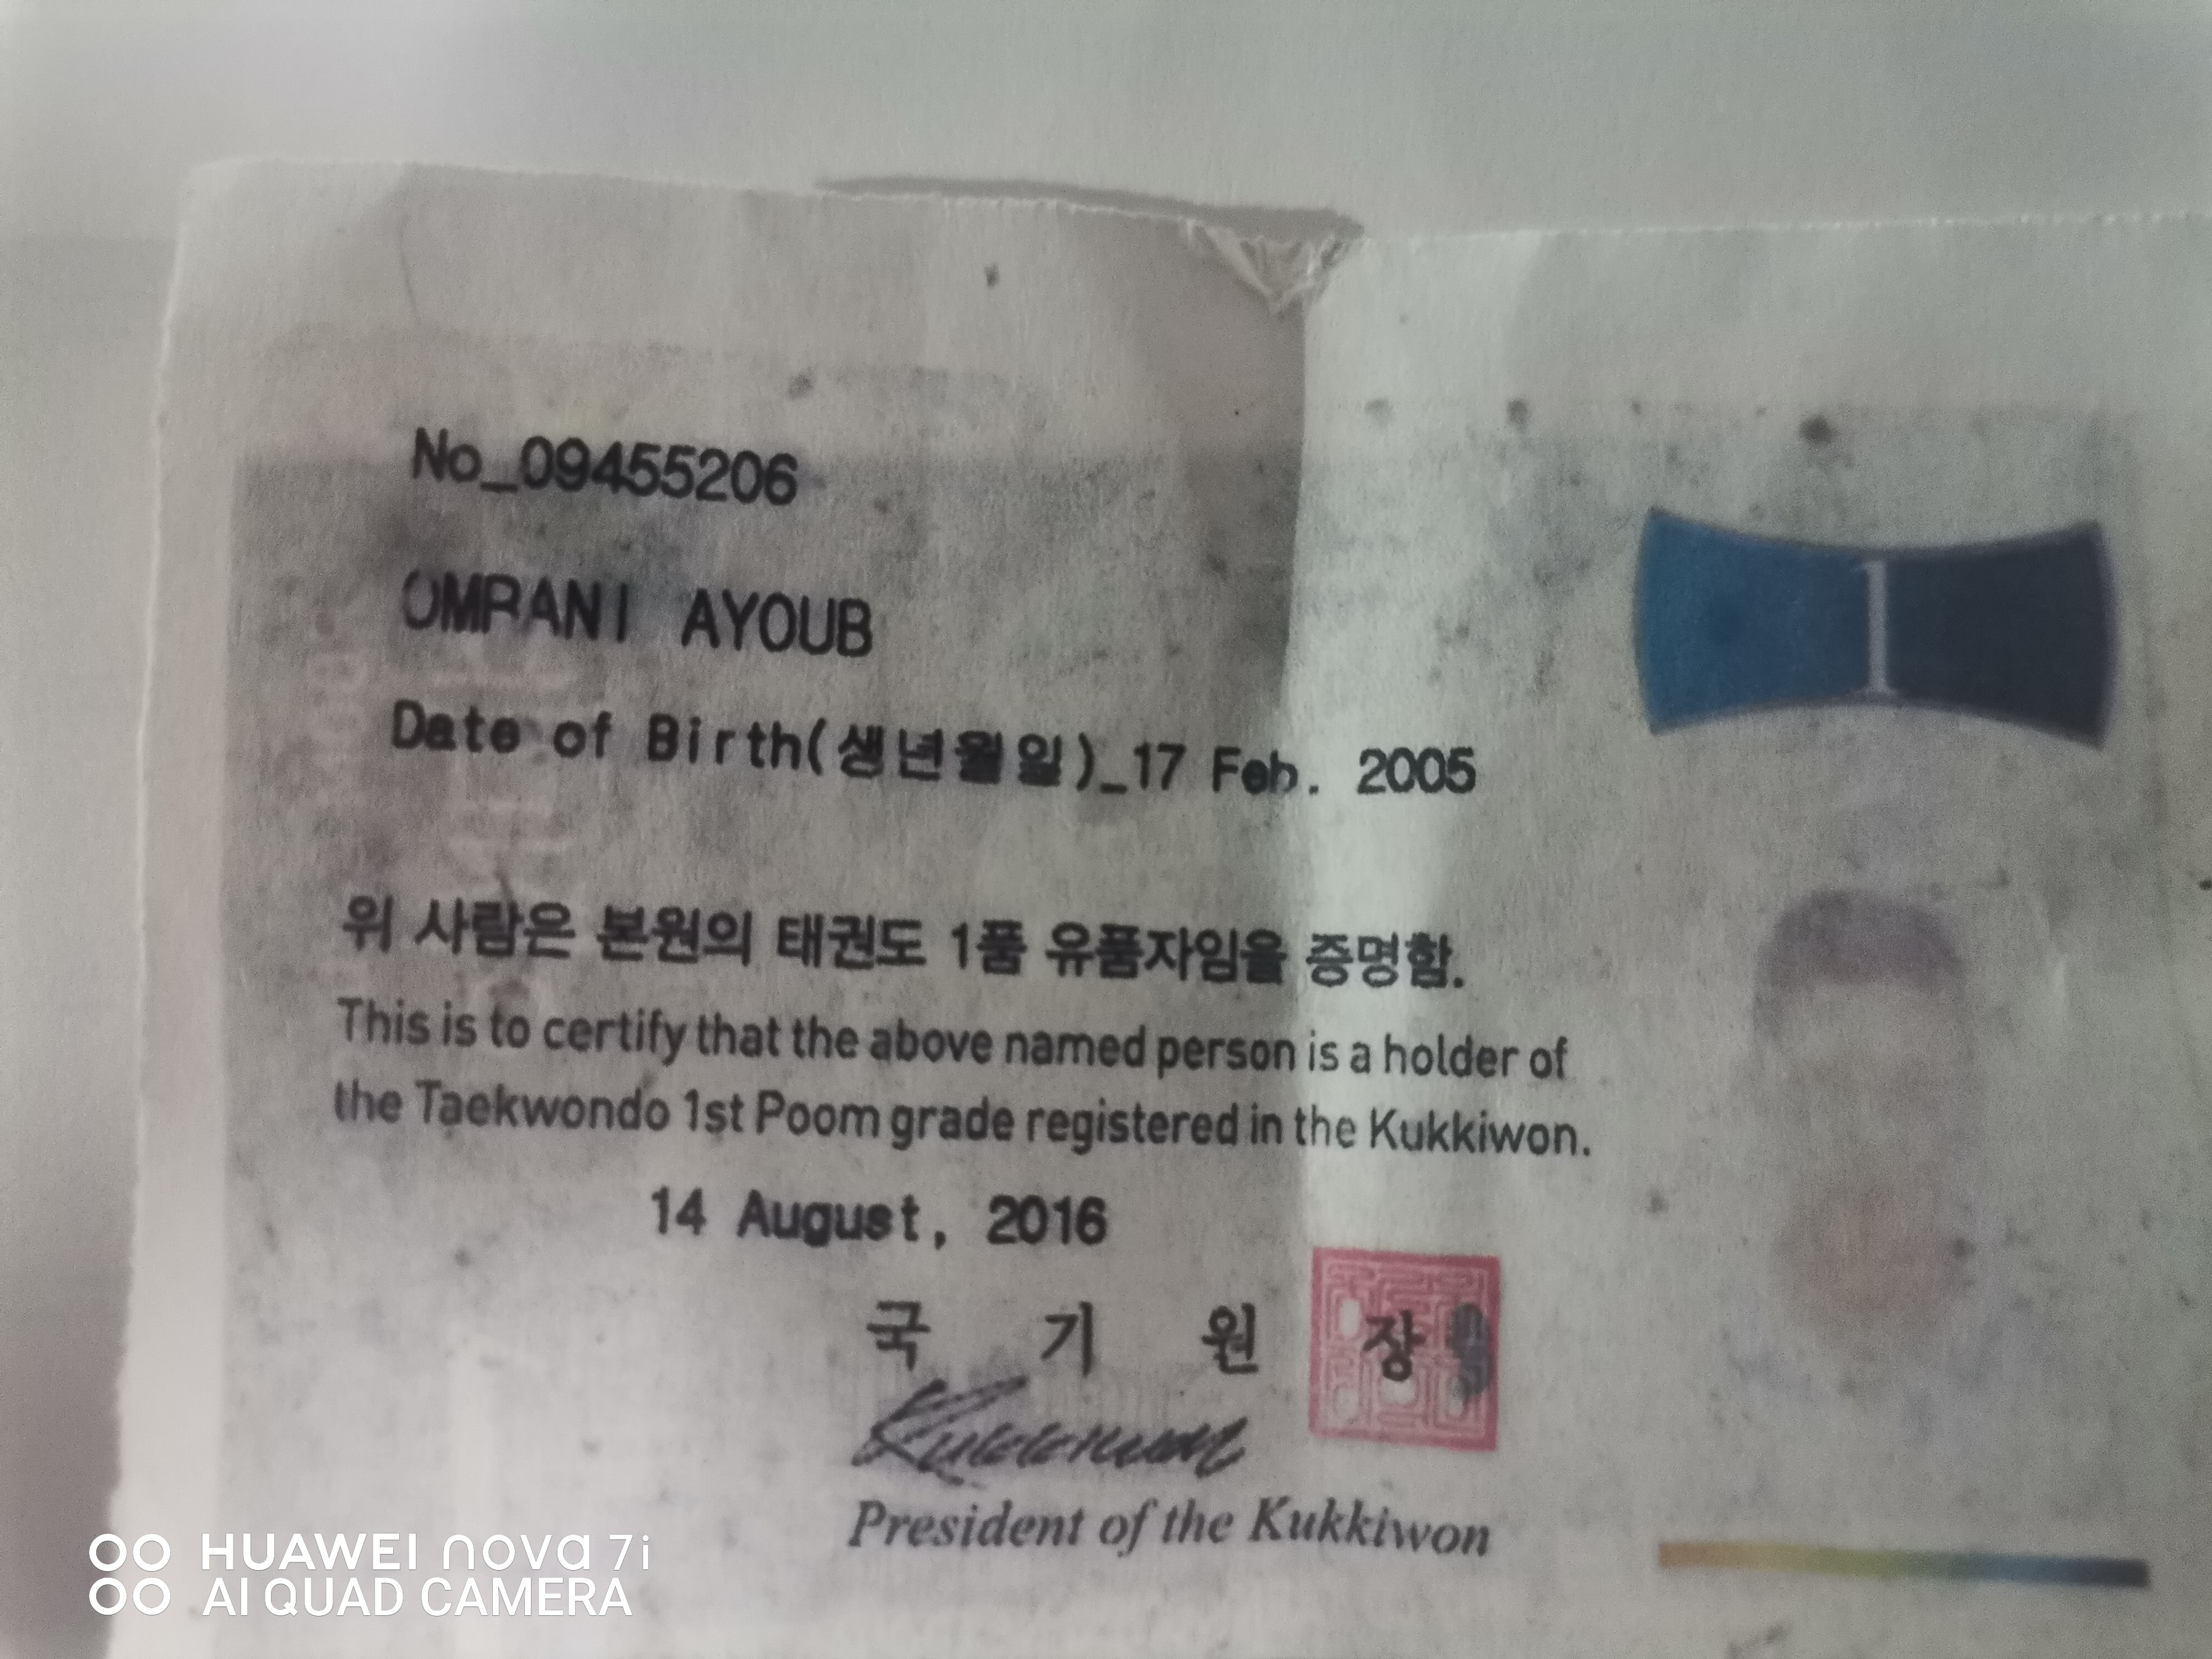 No_09455206
1
OMRANI AYOUB
Date of Birth(생년월일)_17 Feb. 2005
위 사람은 본원의 태권도 1품 유품자임을 증명함.
This is to certify that the above named person is a holder of
the Taekwondo 1st Poom grade registered in the Kukkiwon.
14 August, 2016
국 기 원 장
Kukkiwon
President of the Kukkiwon
HUAWEI nova 7i
AI QUAD CAMERA